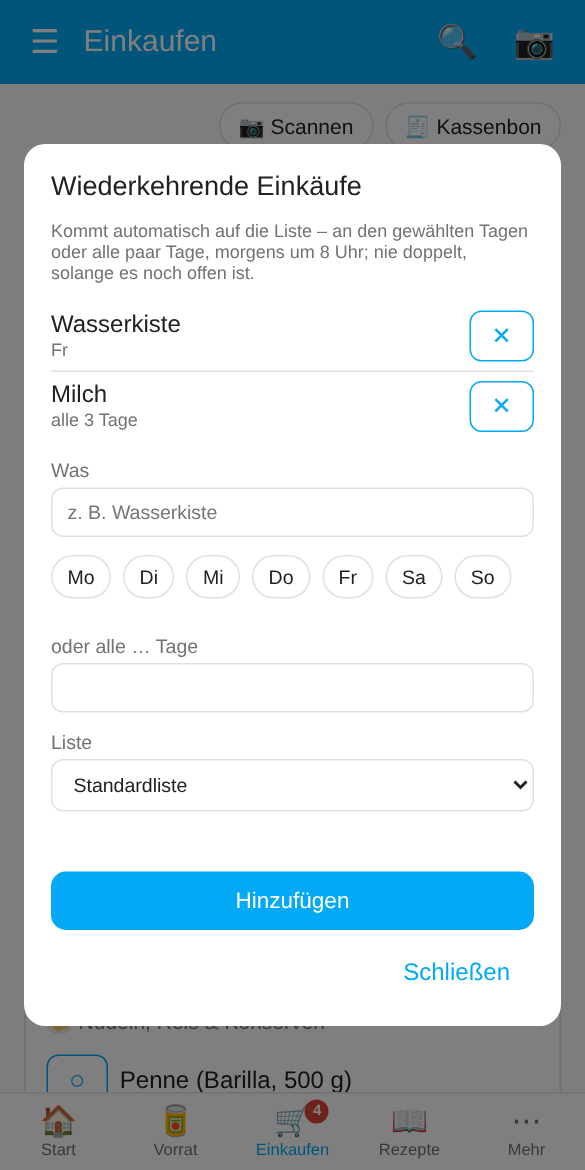 Einkaufen
Scannen
Kassenbon
Wiederkehrende Einkäufe
Kommt automatisch auf die Liste – an den gewählten Tagen
oder alle paar Tage, morgens um 8 Uhr; nie doppelt,
solange es noch offen ist.
Wasserkiste
Fr
Milch
alle 3 Tage
Was
z. B. Wasserkiste
Mo Di Mi Do Fr Sa So
oder alle … Tage
Liste
Standardliste
Hinzufügen
Schließen
Nudeln, Reis & Konserven
Penne (Barilla, 500 g)
4
Start Vorrat Einkaufen Rezepte Mehr